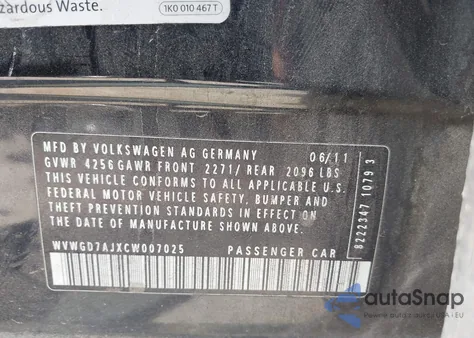 zardous Waste.
1K0 010 467 T
MFD BY VOLKSWAGEN AG GERMANY 06/11
GVWR 4256 GAWR FRONT 2271/ REAR 2096 LBS
THIS VEHICLE CONFORMS TO ALL APPLICABLE U.S.
FEDERAL MOTOR VEHICLE SAFETY, BUMPER AND
THEFT PREVENTION STANDARDS IN EFFECT ON
THE DATE OF MANUFACTURE SHOWN ABOVE.
WVWGD7AJXCW007025 PASSENGER CAR
8222347 1079 3
autoSnap